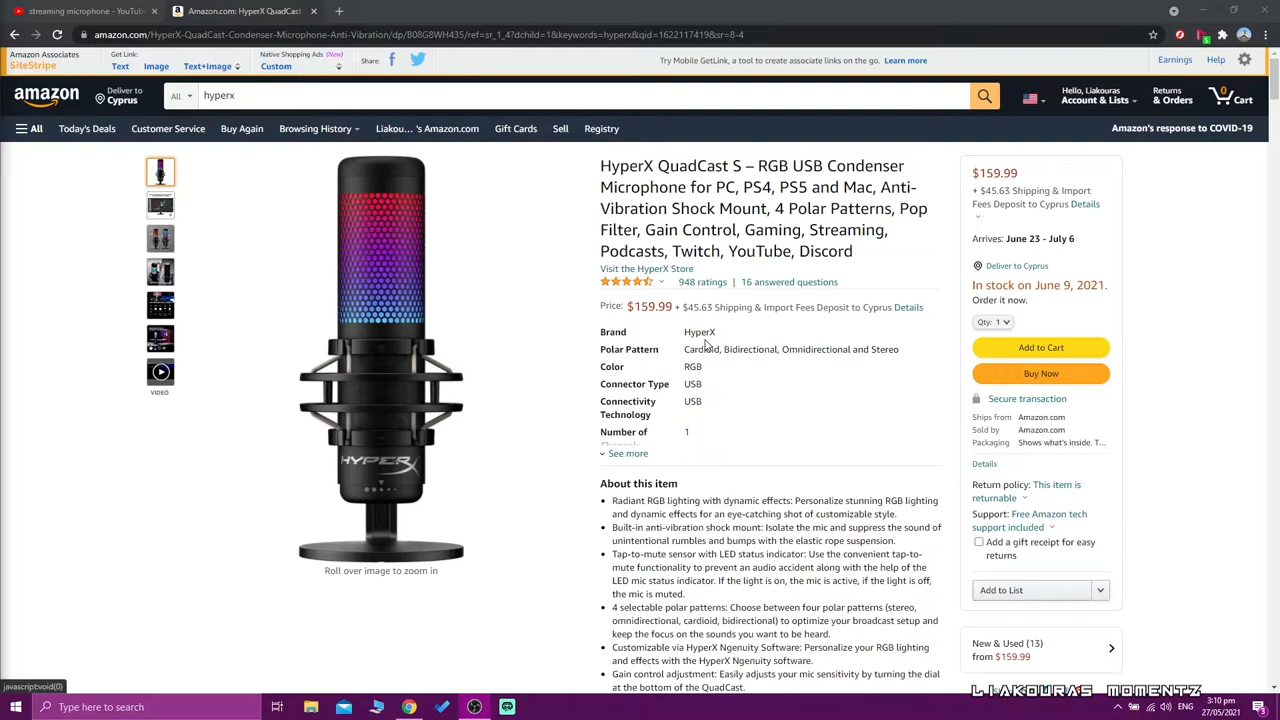 streaming microphone - YouTube
Amazon.com: HyperX QuadCast
amazon.com/HyperX-QuadCast-Condenser-Microphone-Anti-Vibration/dp/B08G8WH435/ref=sr_1_4?dchild=1&keywords=hyperx&qid=1622117419&sr=8-4
Amazon Associates
SiteStripe
Get Link:
Text Image Text+Image
Native Shopping Ads (New)
Custom
Share:
Try Mobile GetLink, a tool to create associate links on the go. Learn more
Earnings Help
amazon
Deliver to
Cyprus
All
hyperx
Hello, Liakouras
Account & Lists
Returns
& Orders
0
Cart
All Today's Deals Customer Service Buy Again Browsing History Liakou... 's Amazon.com Gift Cards Sell Registry
Amazon's response to COVID-19
VIDEO
HYPERX
Roll over image to zoom in
HyperX QuadCast S – RGB USB Condenser
Microphone for PC, PS4, PS5 and Mac, Anti-
Vibration Shock Mount, 4 Polar Patterns, Pop
Filter, Gain Control, Gaming, Streaming,
Podcasts, Twitch, YouTube, Discord
Visit the HyperX Store
948 ratings | 16 answered questions
Price: $159.99 + $45.63 Shipping & Import Fees Deposit to Cyprus Details
Brand HyperX
Polar Pattern Cardioid, Bidirectional, Omnidirectional and Stereo
Color RGB
Connector Type USB
Connectivity USB
Technology
Number of 1
Channels
See more
About this item
• Radiant RGB lighting with dynamic effects: Personalize stunning RGB lighting
and dynamic effects for an eye-catching shot of customizable style.
• Built-in anti-vibration shock mount: Isolate the mic and suppress the sound of
unintentional rumbles and bumps with the elastic rope suspension.
• Tap-to-mute sensor with LED status indicator: Use the convenient tap-to-
mute functionality to prevent an audio accident along with the help of the
LED mic status indicator. If the light is on, the mic is active, if the light is off,
the mic is muted.
• 4 selectable polar patterns: Choose between four polar patterns (stereo,
omnidirectional, cardioid, bidirectional) to optimize your broadcast setup and
keep the focus on the sounds you want to be heard.
• Customizable via HyperX Ngenuity Software: Personalize your RGB lighting
and effects with the HyperX Ngenuity software.
• Gain control adjustment: Easily adjusts your mic sensitivity by turning the dial
at the bottom of the QuadCast.
$159.99
+ $45.63 Shipping & Import
Fees Deposit to Cyprus Details
Arrives: June 23 - July 6
Deliver to Cyprus
In stock on June 9, 2021.
Order it now.
Qty: 1
Add to Cart
Buy Now
Secure transaction
Ships from Amazon.com
Sold by Amazon.com
Packaging Shows what's inside. T...
Details
Return policy: This item is
returnable
Support: Free Amazon tech
support included
Add a gift receipt for easy
returns
Add to List
New & Used (13)
from $159.99
LIAKOURAS MOMENTZ
javascript:void(0)
Type here to search
ENG
3:10 pm
27/05/2021
3